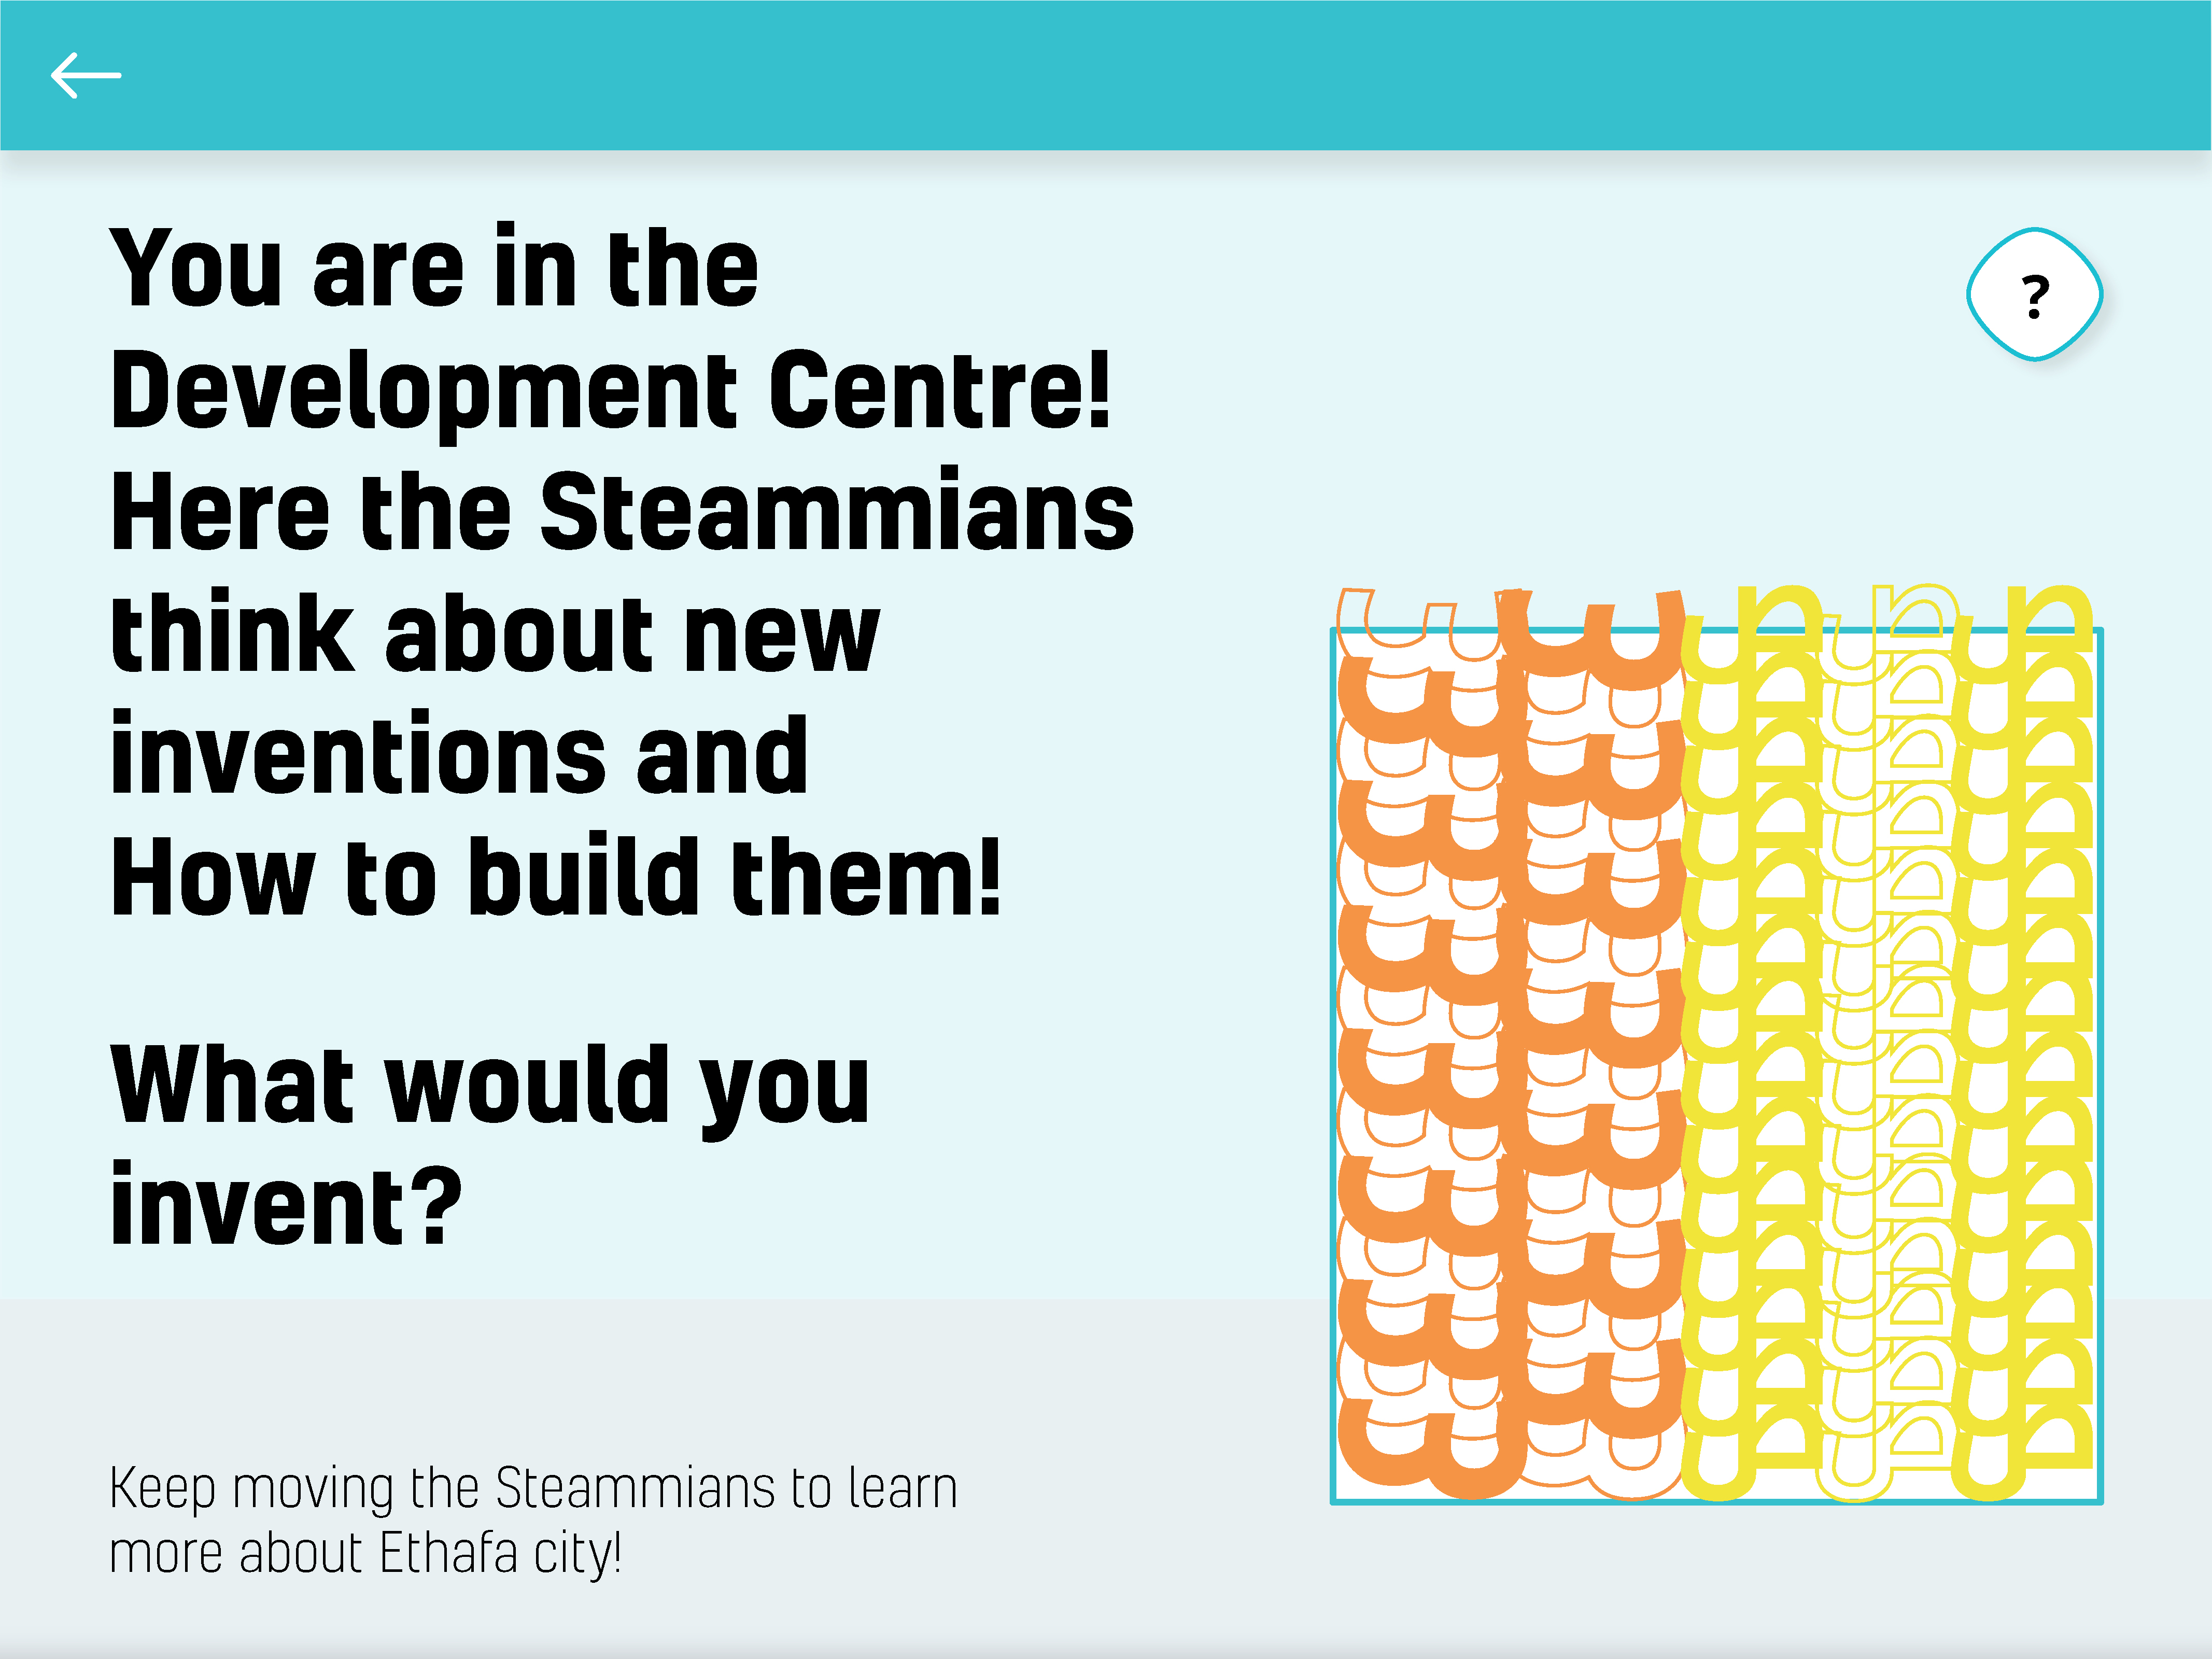 ?
You are in the
Development Centre!
Here the Steammians
think about new
inventions and
How to build them!
What would you
invent?
Keep moving the Steammians to learn
more about Ethafa city!